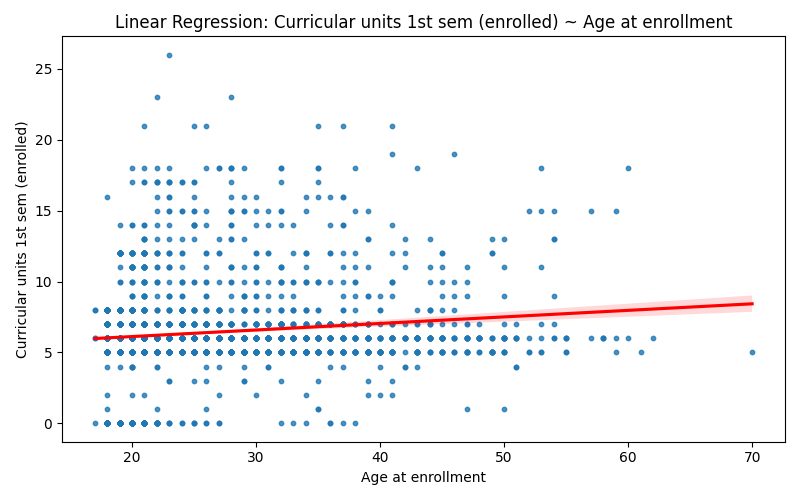 Linear Regression: Curricular units 1st sem (enrolled) ~ Age at enrollment
Curricular units 1st sem (enrolled)
25
20
15
10
5
0
20 30 40 50 60 70
Age at enrollment